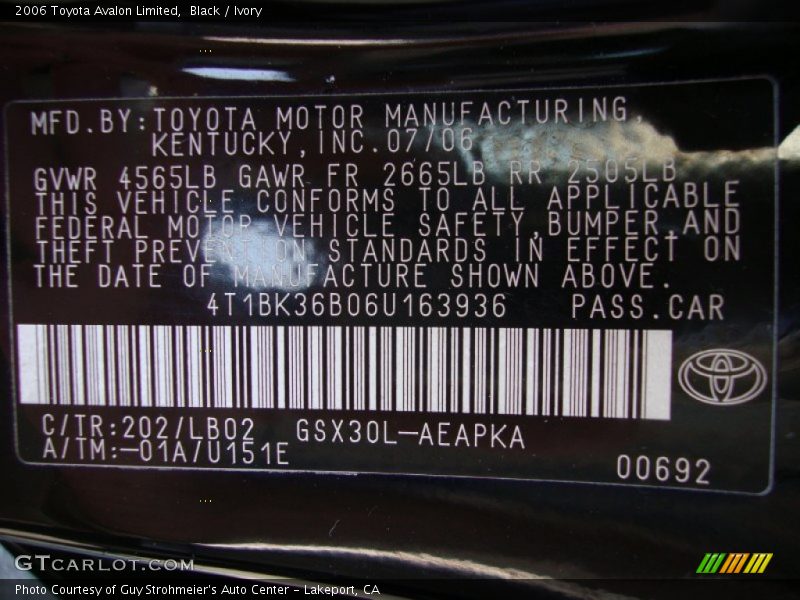 2006 Toyota Avalon Limited, Black / Ivory
MFD.BY:TOYOTA MOTOR MANUFACTURING,
KENTUCKY,INC.07/06
GVWR 4565LB GAWR FR 2665LB RR 2505LB
THIS VEHICLE CONFORMS TO ALL APPLICABLE
FEDERAL MOTOR VEHICLE SAFETY,BUMPER,AND
THEFT PREVENTION STANDARDS IN EFFECT ON
THE DATE OF MANUFACTURE SHOWN ABOVE.
4T1BK36B06U163936 PASS.CAR
C/TR:202/LB02 GSX30L-AEAPKA
A/TM:-01A/U151E
00692
GTCARLOT.COM
Photo Courtesy of Guy Strohmeier's Auto Center - Lakeport, CA